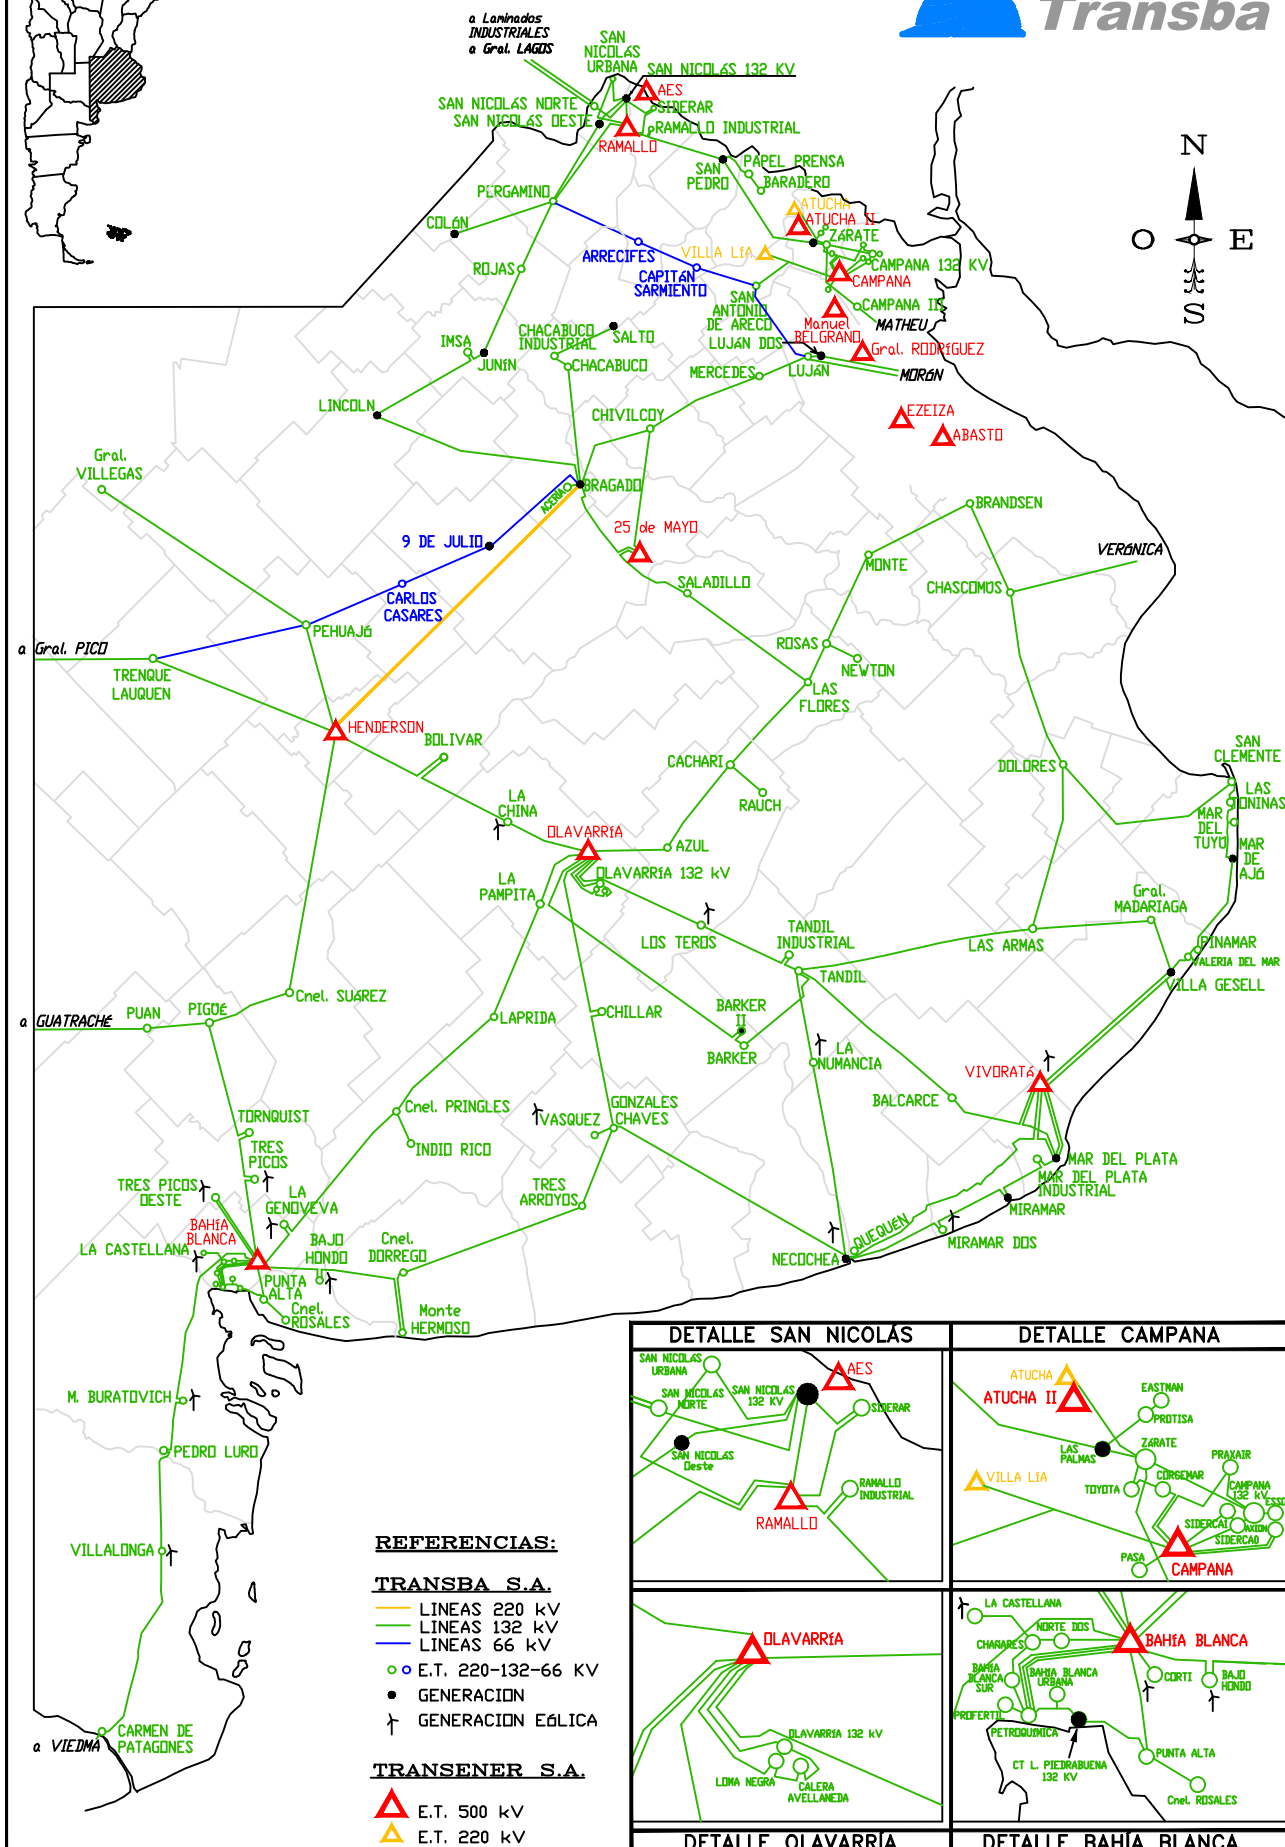 a Laminados
INDUSTRIALES
a Gral. LAGOS
Transba
SAN
NICOLáS
URBANA
SAN NICOLáS 132 KV
AES
SAN NICOLáS NORTE
SIDERAR
SAN NICOLáS OESTE
RAMALLO INDUSTRIAL
RAMALLO
SAN
PEDRO
PAPEL PRENSA
BARADERO
N
O
E
S
PERGAMINO
COLóN
ATUCHA
ATUCHA II
ZáRATE
ARRECIFES
VILLA LíA
CAPITáN
SARMIENTO
ROJAS
CAMPANA 132 KV
CAMPANA
SAN
ANTONIO
DE ARECO
CAMPANA III
Manuel
BELGRANO
MATHEU
CHACABUCO
INDUSTRIAL
SALTO
IMSA
JUNíN
CHACABUCO
LUJáN DOS
Gral. RODRíGUEZ
MERCEDES
LUJáN
MORóN
LINCOLN
CHIVILCOY
EZEIZA
ABASTO
Gral.
VILLEGAS
ACERíA
BRAGADO
BRANDSEN
25 de MAYO
9 DE JULIO
VERóNICA
MONTE
CARLOS
CASARES
SALADILLO
CHASCOMúS
PEHUAJó
a Gral. PICO
ROSAS
NEWTON
TRENQUE
LAUQUEN
LAS
FLORES
HENDERSON
BOLIVAR
CACHARI
RAUCH
DOLORES
SAN
CLEMENTE
LAS
TONINAS
MAR
DEL
TUYú
MAR
DE
AJó
LA
CHINA
OLAVARRíA
AZUL
OLAVARRíA 132 kV
LA
PAMPITA
Gral.
MADARIAGA
LOS TEROS
TANDIL
INDUSTRIAL
LAS ARMAS
PINAMAR
VALERIA DEL MAR
TANDIL
VILLA GESELL
Cnel. SUáREZ
a GUATRACHé
PUAN
PIGüé
LAPRIDA
CHILLAR
BARKER
II
BARKER
LA
NUMANCIA
VIVORATá
BALCARCE
Cnel. PRINGLES
TORNQUIST
VASQUEZ
GONZALES
CHAVES
INDIO RICO
TRES
PICOS
TRES PICOS
OESTE
LA
GENOVEVA
TRES
ARROYOS
MAR DEL PLATA
MAR DEL PLATA
INDUSTRIAL
MIRAMAR
BAHíA
BLANCA
LA CASTELLANA
BAJO
HONDO
Cnel.
DORREGO
QUEQUéN
MIRAMAR DOS
NECOCHEA
PUNTA
ALTA
Cnel.
ROSALES
Monte
HERMOSO
M. BURATOVICH
PEDRO LURO
VILLALONGA
CARMEN DE
PATAGONES
a VIEDMA
REFERENCIAS:
TRANSBA S.A.
LINEAS 220 kV
LINEAS 132 kV
LINEAS 66 kV
E.T. 220-132-66 KV
GENERACION
GENERACION EóLICA
TRANSENER S.A.
E.T. 500 kV
E.T. 220 kV
DETALLE SAN NICOLÁS
SAN NICOLáS
URBANA
AES
SAN NICOLáS
NORTE
SAN NICOLáS
132 KV
SIDERAR
SAN NICOLáS
Oeste
RAMALLO
INDUSTRIAL
RAMALLO
DETALLE CAMPANA
ATUCHA
ATUCHA II
EASTMAN
PROTISA
LAS
PALMAS
ZáRATE
PRAXAIR
VILLA LíA
TOYOTA
CORGEMAR
CAMPANA
132 kV
ESSO
SIDERCAI
AXION
SIDERCAO
PASA
CAMPANA
OLAVARRíA
OLAVARRíA 132 kV
LOMA NEGRA
CALERA
AVELLANEDA
DETALLE OLAVARRÍA
LA CASTELLANA
NORTE DOS
CHAÑARES
BAHíA BLANCA
BAHíA
BLANCA
SUR
BAHíA BLANCA
URBANA
CORTI
BAJO
HONDO
PROFERTIL
PETROQUíMICA
CT L. PIEDRABUENA
132 KV
PUNTA ALTA
Cnel. ROSALES
DETALLE BAHÍA BLANCA